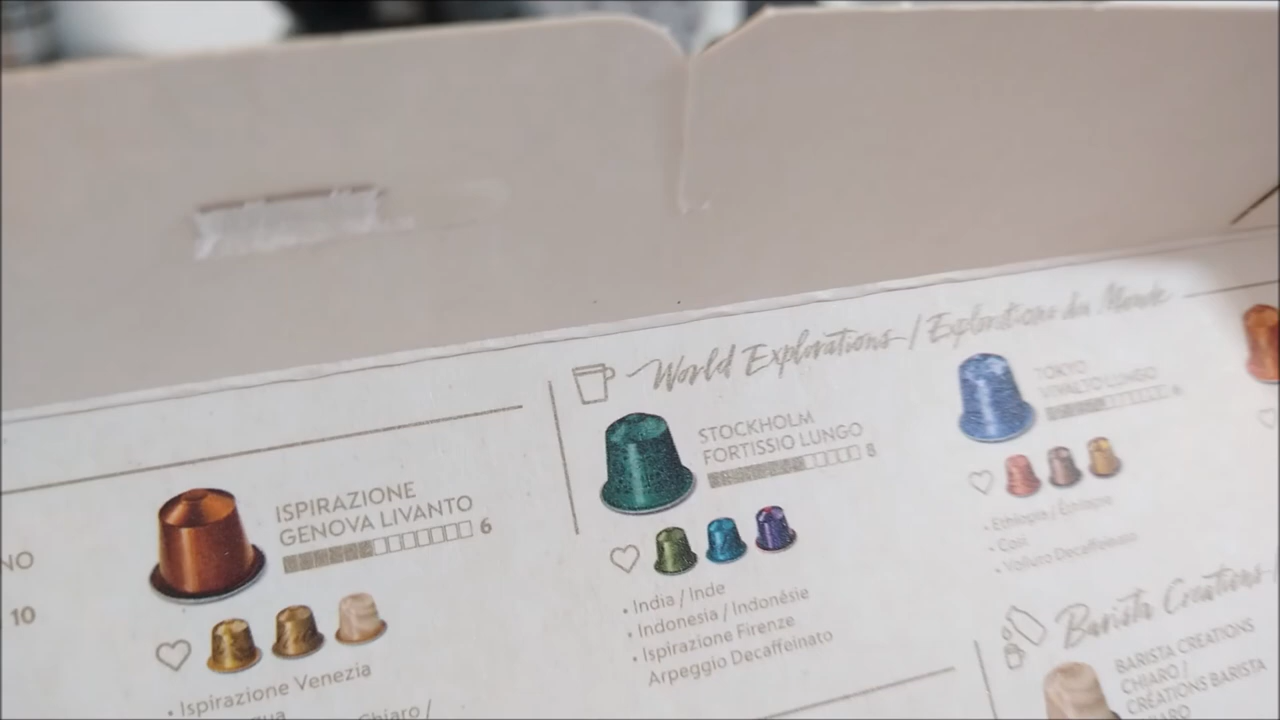 NO
10
ISPIRAZIONE
GENOVA LIVANTO
6
• Ispirazione Venezia
Chiaro /
World Explorations / Explorations du Monde
STOCKHOLM
FORTISSIO LUNGO
8
• India / Inde
• Indonesia / Indonésie
• Ispirazione Firenze
Arpeggio Decaffeinato
TOKYO
VIVALTO LUNGO
• Ethiopia / Éthiopie
• Cosi
• Volluto Decaffeinato
Barista Creations
BARISTA CREATIONS
CHIARO /
CRÉATIONS BARISTA